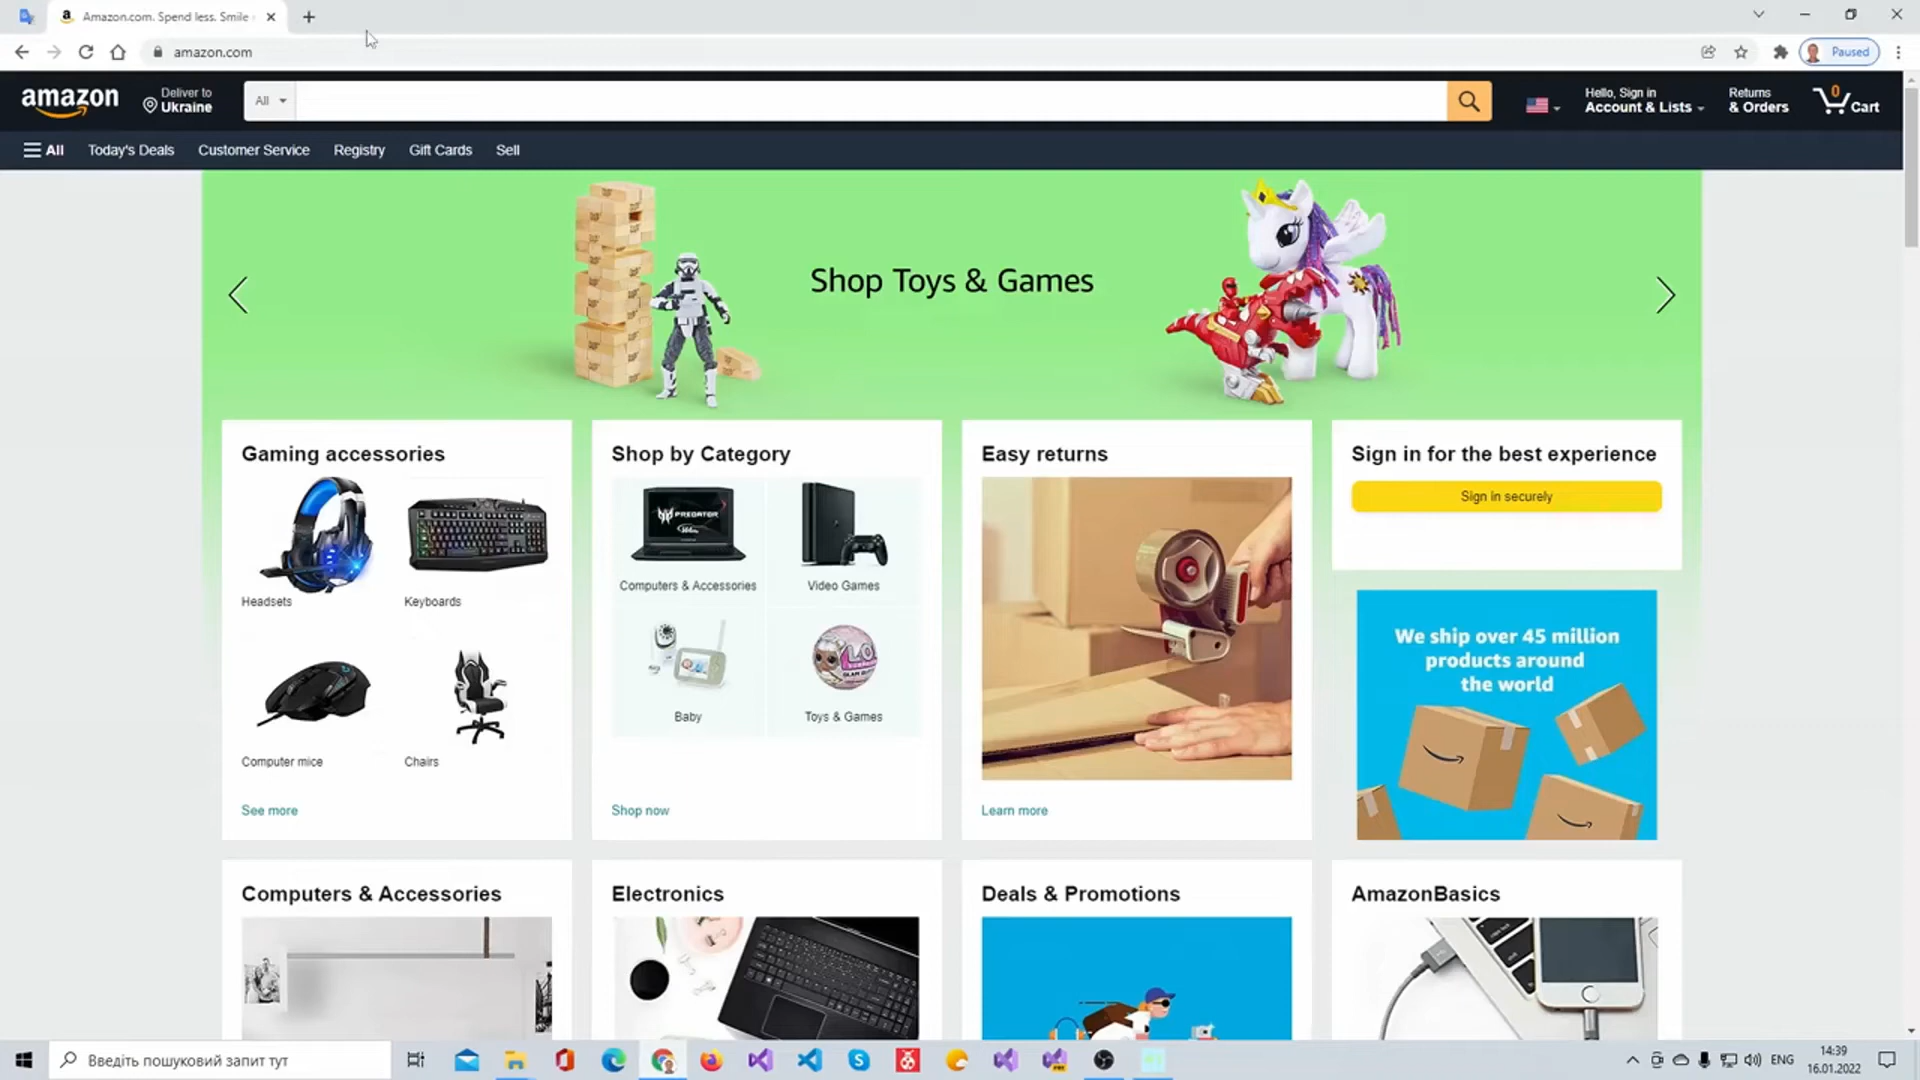 Amazon.com. Spend less. Smile
amazon.com
Paused
amazon
Deliver to
Ukraine
All
Hello, Sign in
Account & Lists
Returns
& Orders
0
Cart
All
Today's Deals
Customer Service
Registry
Gift Cards
Sell
Shop Toys & Games
Gaming accessories
Headsets
Keyboards
Computer mice
Chairs
See more
Shop by Category
PREDATOR
Computers & Accessories
Video Games
Baby
Toys & Games
Shop now
Easy returns
Learn more
Sign in for the best experience
Sign in securely
We ship over 45 million
products around
the world
Computers & Accessories
Electronics
Deals & Promotions
AmazonBasics
Введіть пошуковий запит тут
ENG
14:39
16.01.2022